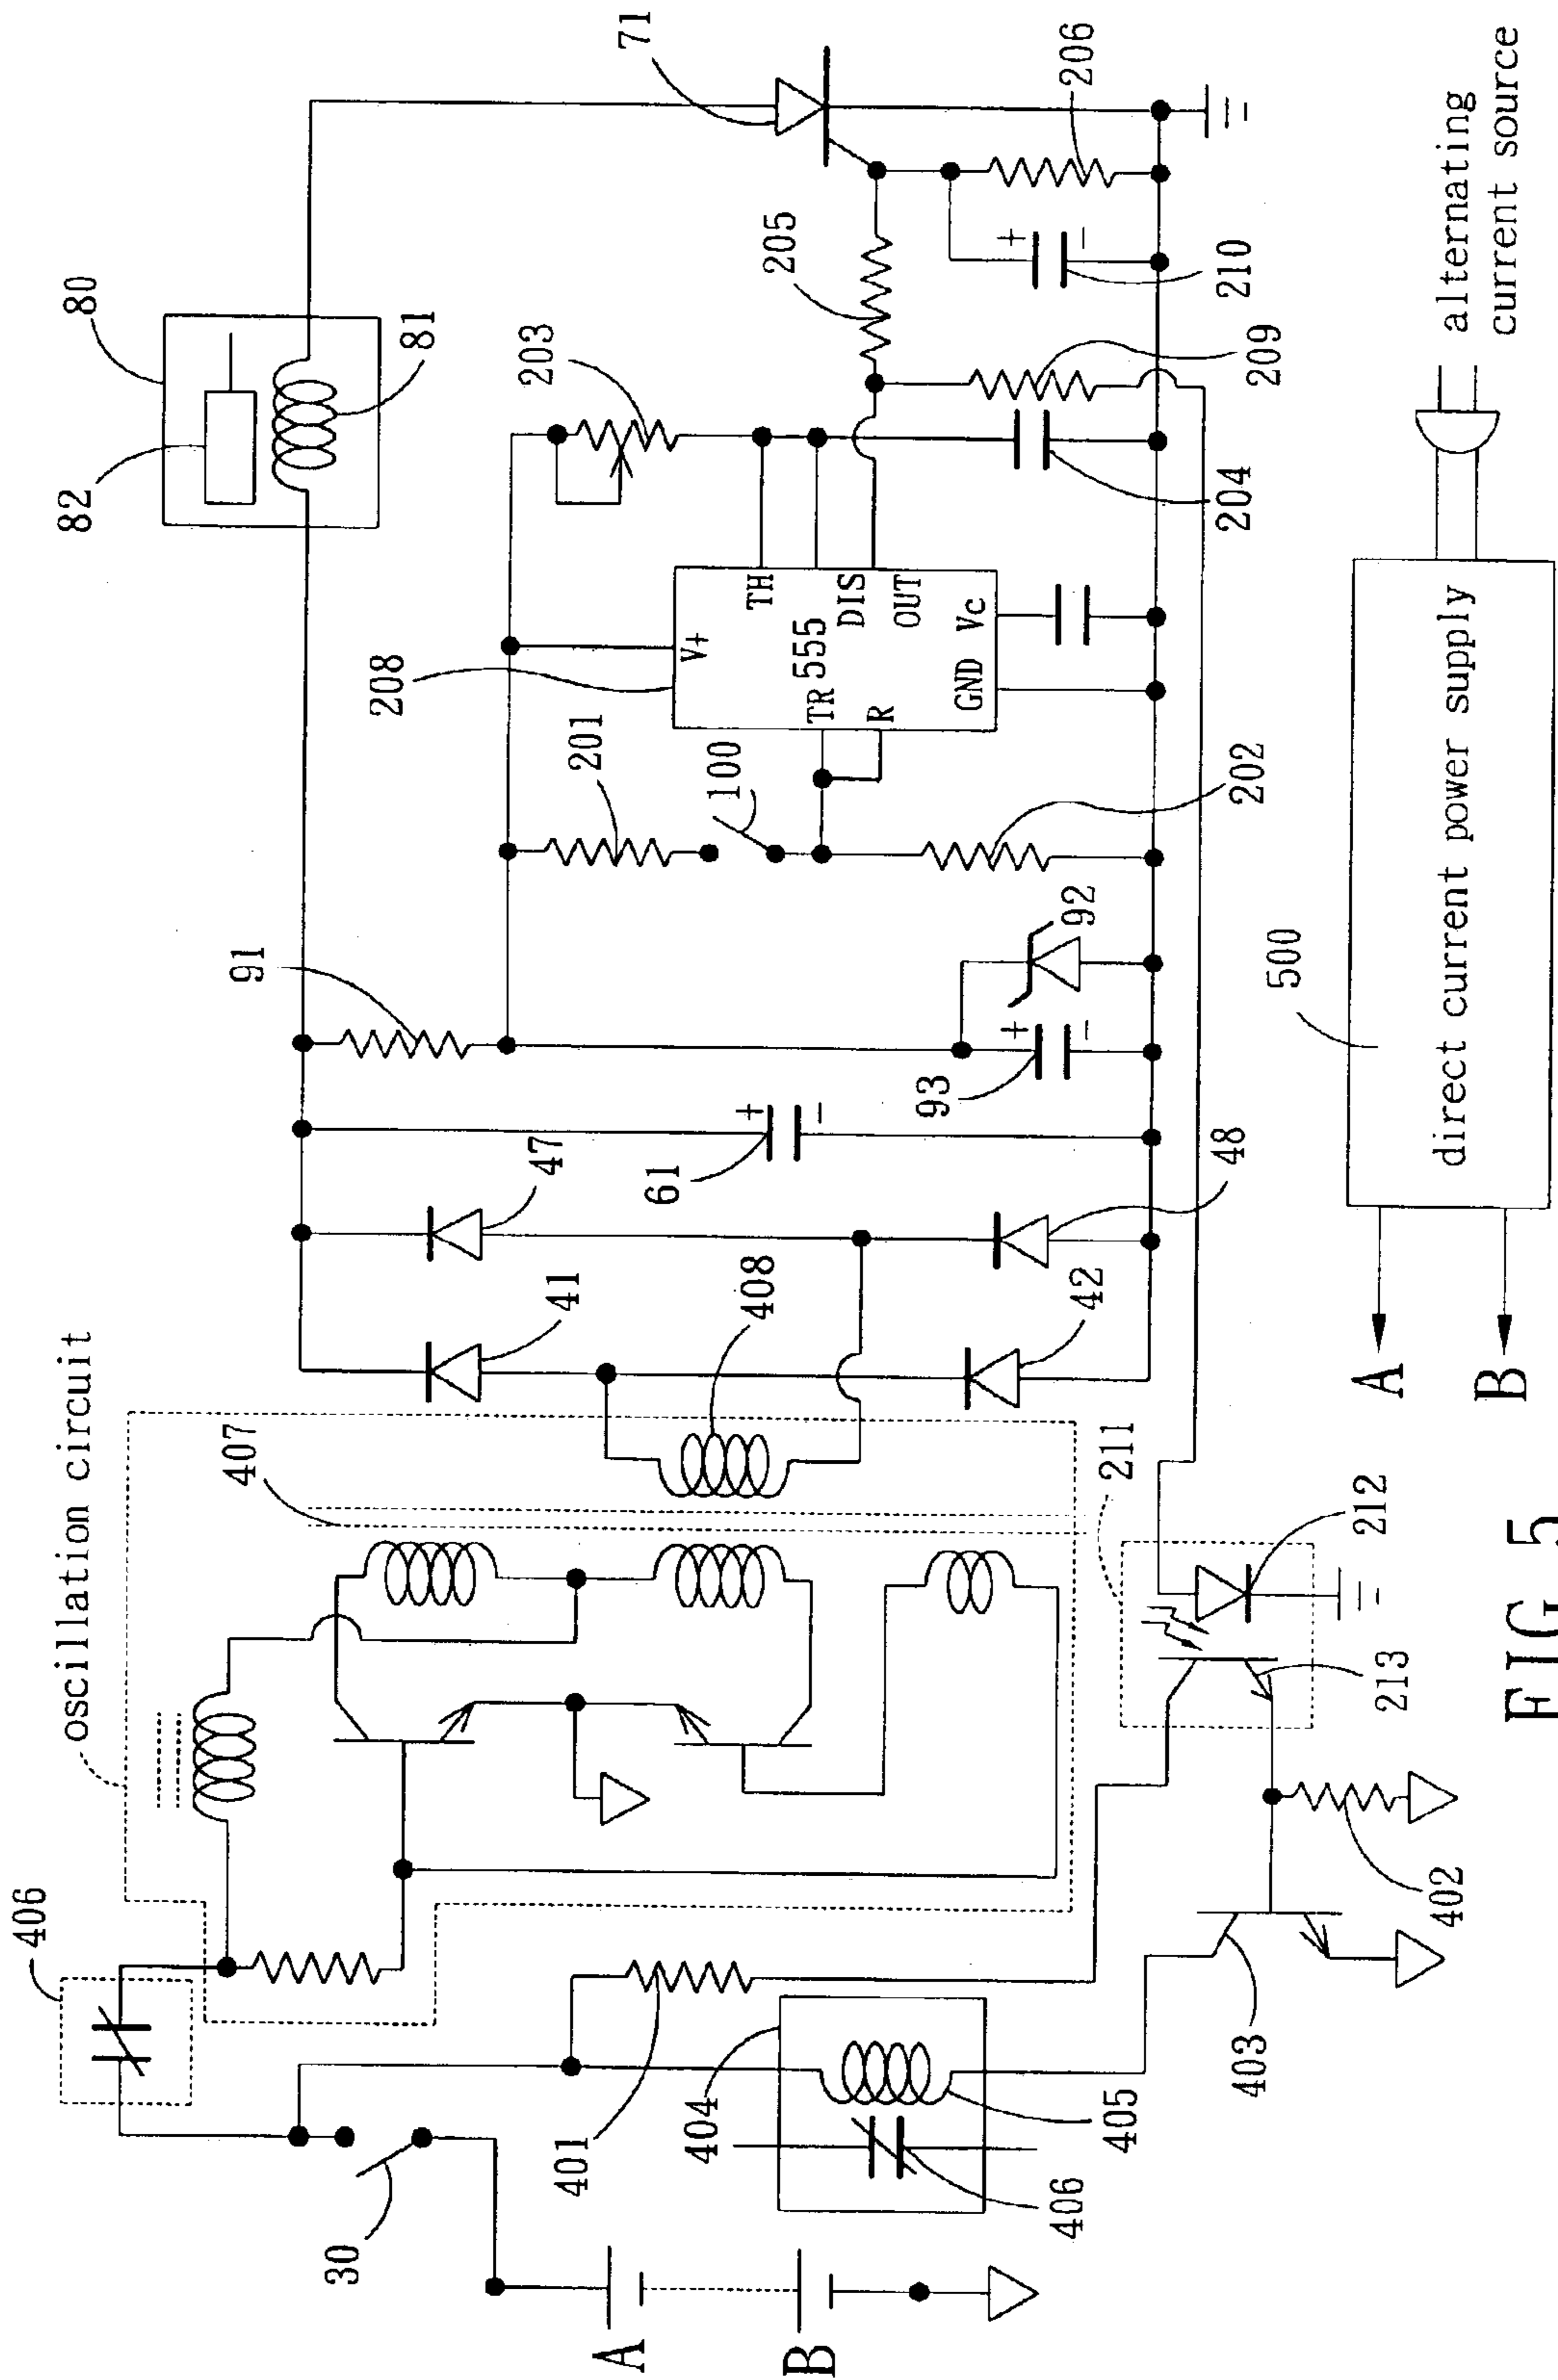 oscillation circuit
406
407
41
47
91
82
80
81
71
30
408
61
208
201
203
205
206
100
V+
TH
TR
555
DIS
R
OUT
GND
Vc
93
92
202
204
209
210
42
48
A
B
401
404
405
406
403
402
211
213
212
500
direct current power supply
A
B
alternating
current source
FIG. 5